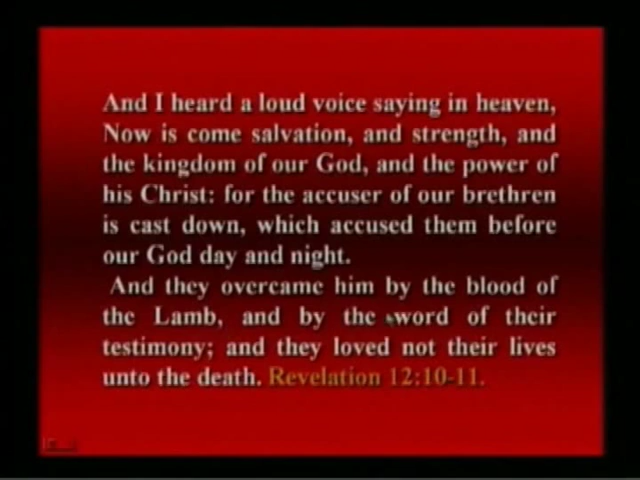 And I heard a loud voice saying in heaven,
Now is come salvation, and strength, and
the kingdom of our God, and the power of
his Christ: for the accuser of our brethren
is cast down, which accused them before
our God day and night.
And they overcame him by the blood of
the Lamb, and by the word of their
testimony; and they loved not their lives
unto the death. Revelation 12:10-11.